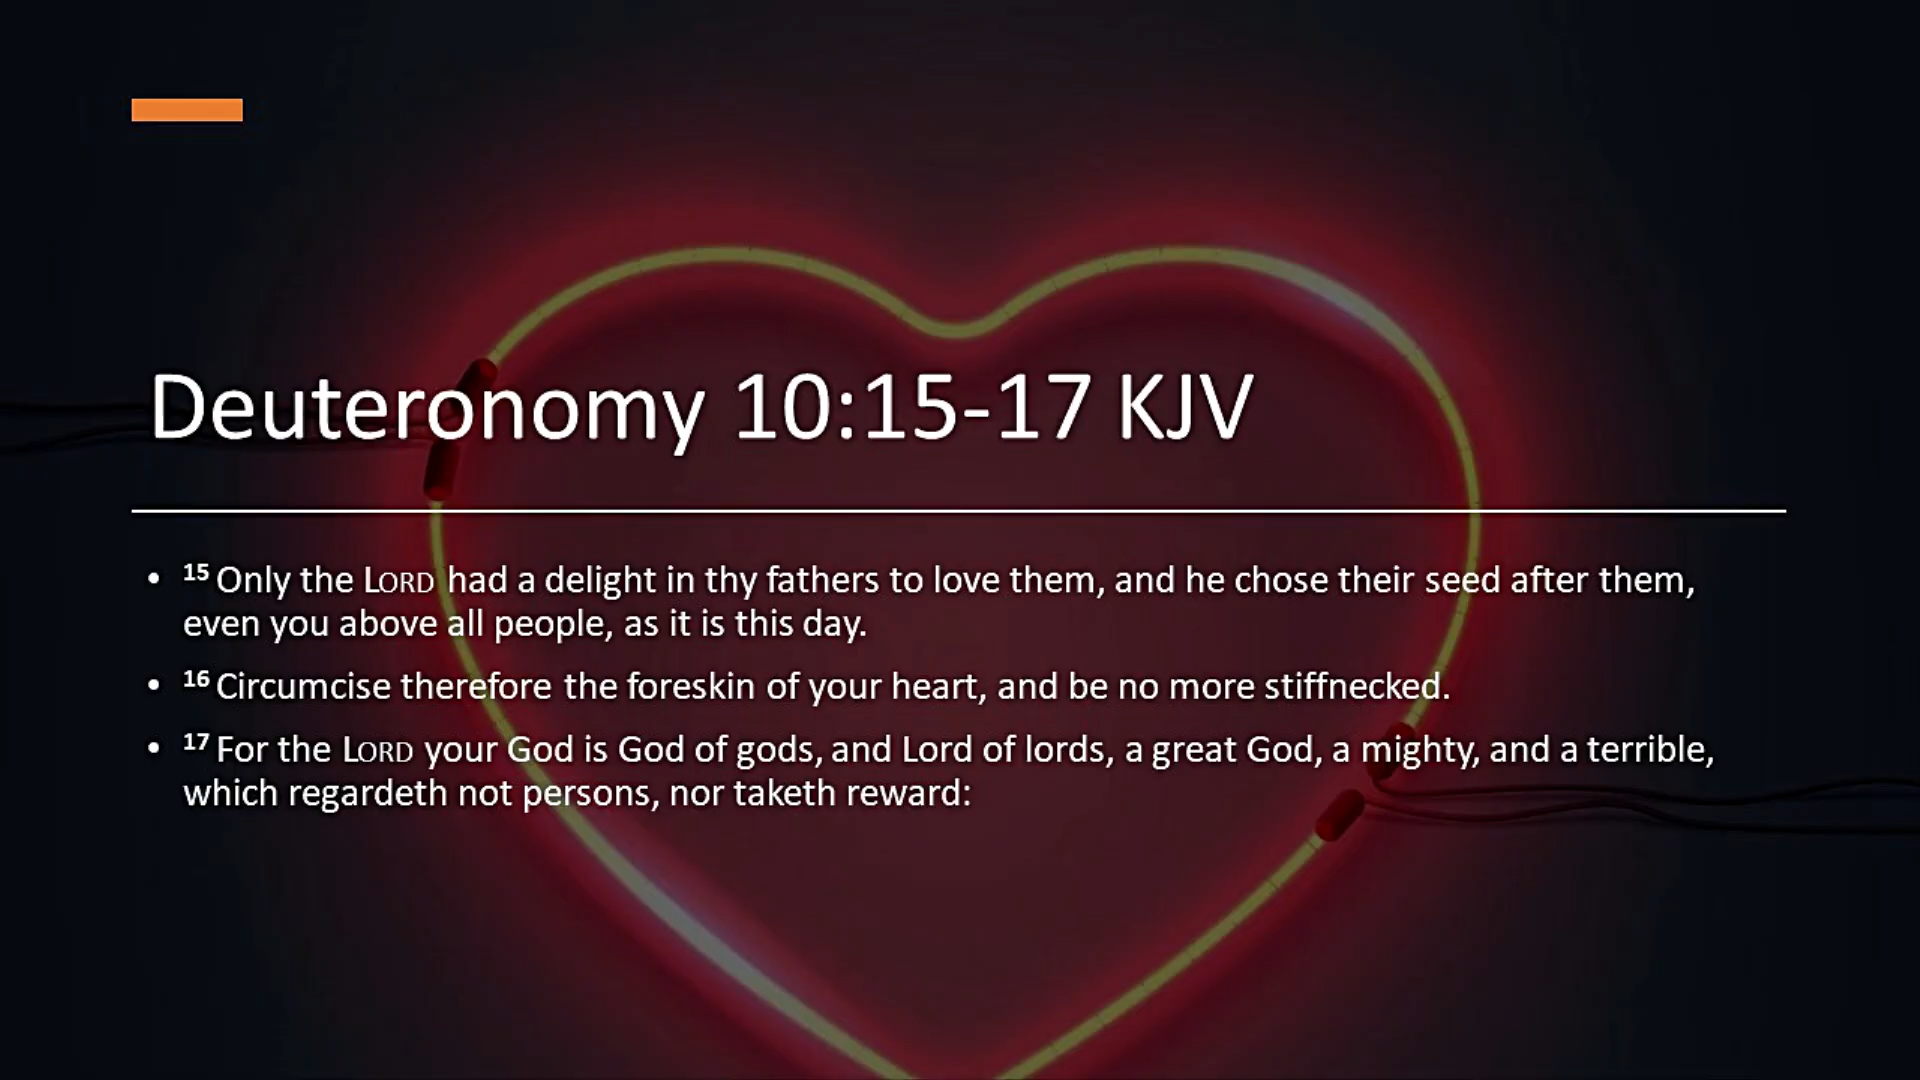 Deuteronomy 10:15-17 KJV
• 15 Only the LORD had a delight in thy fathers to love them, and he chose their seed after them,
even you above all people, as it is this day.
• 16 Circumcise therefore the foreskin of your heart, and be no more stiffnecked.
• 17 For the LORD your God is God of gods, and Lord of lords, a great God, a mighty, and a terrible,
which regardeth not persons, nor taketh reward: